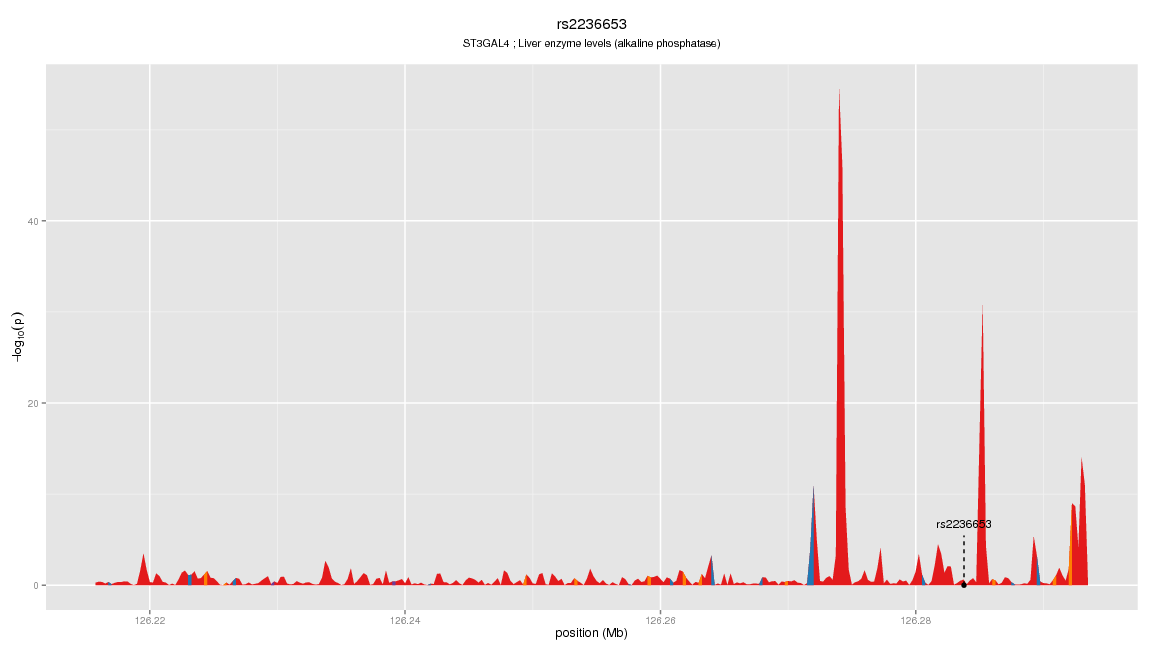 rs2236653
ST3GAL4 ; Liver enzyme levels (alkaline phosphatase)
−log10(p)
40
20
0
rs2236653
126.22 126.24 126.26 126.28
position (Mb)